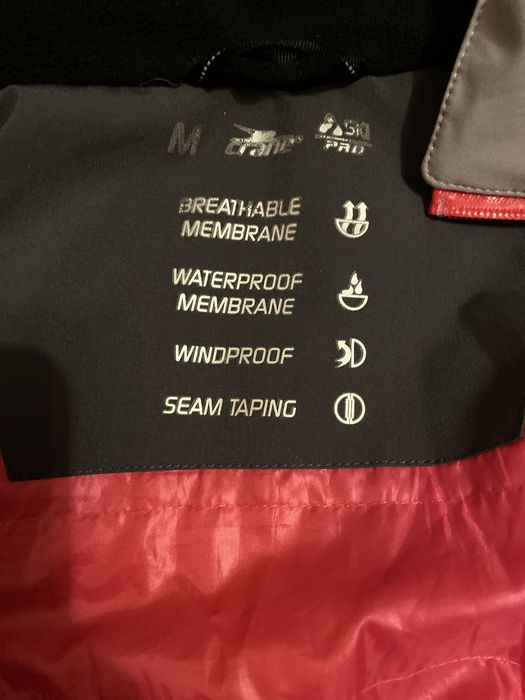 M crane SKI
PRO
BREATHABLE
MEMBRANE
WATERPROOF
MEMBRANE
WINDPROOF
SEAM TAPING